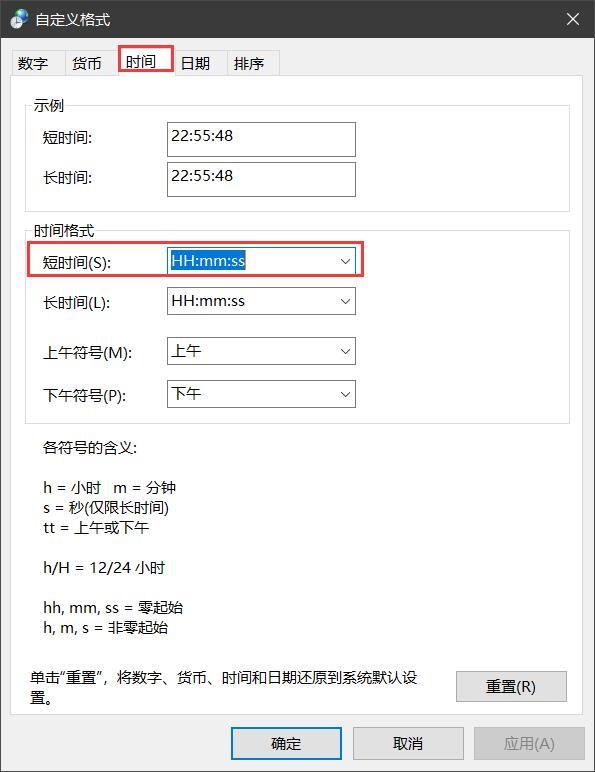 自定义格式
数字 货币 时间 日期 排序
示例
短时间: 22:55:48
长时间: 22:55:48
时间格式
短时间(S): HH:mm:ss
长时间(L): HH:mm:ss
上午符号(M): 上午
下午符号(P): 下午
各符号的含义:
h = 小时 m = 分钟
s = 秒(仅限长时间)
tt = 上午或下午
h/H = 12/24 小时
hh, mm, ss = 零起始
h, m, s = 非零起始
单击“重置”，将数字、货币、时间和日期还原到系统默认设
置。
重置(R)
确定 取消 应用(A)